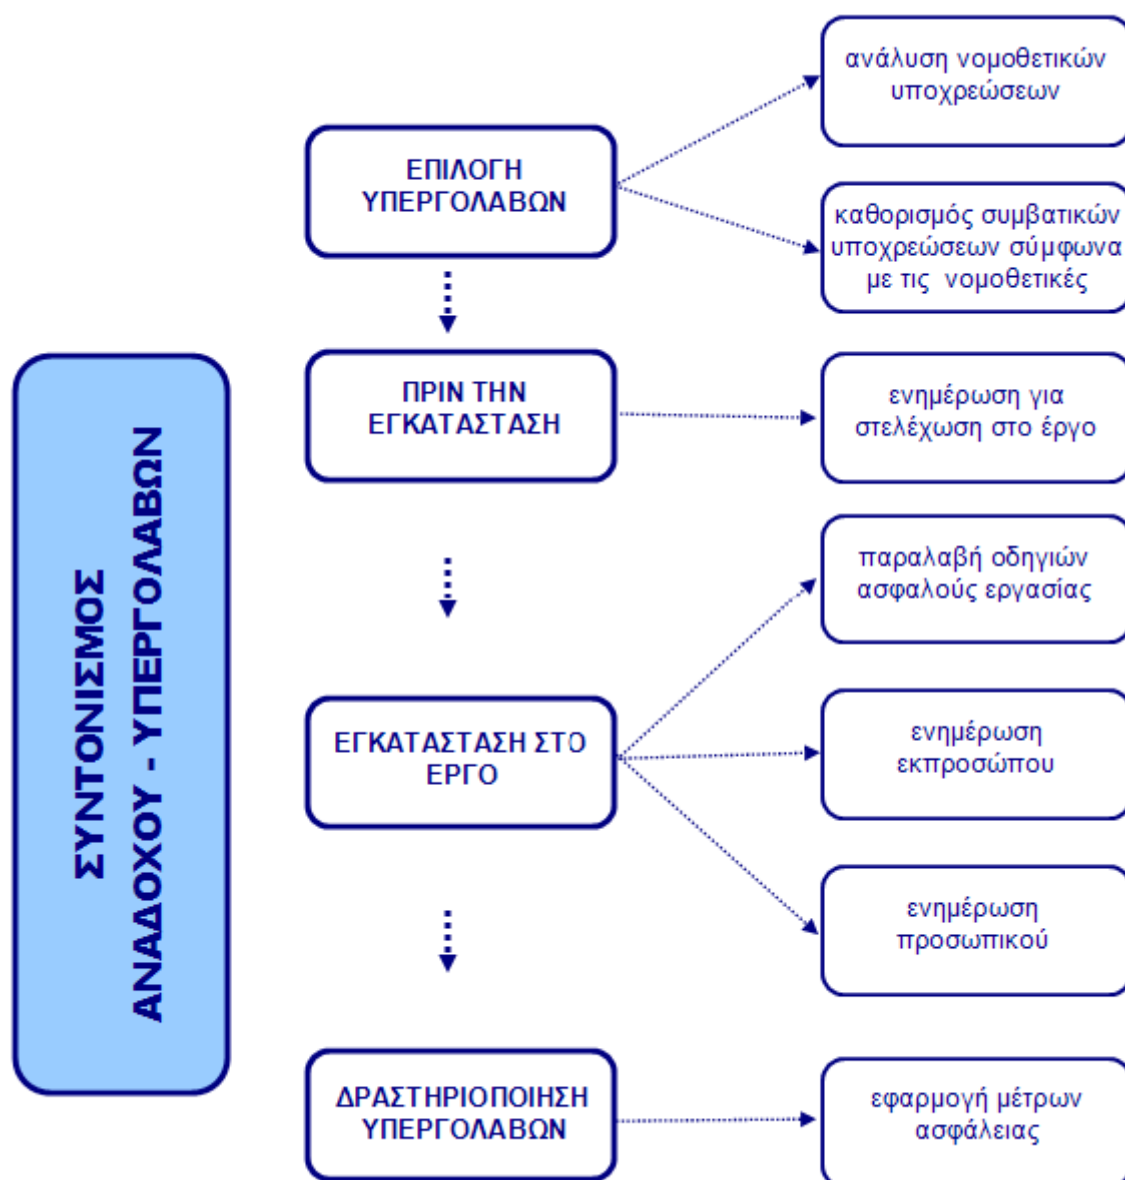 ΣΥΝΤΟΝΙΣΜΟΣ
ΑΝΑΔΟΧΟΥ - ΥΠΕΡΓΟΛΑΒΩΝ
ΕΠΙΛΟΓΗ
ΥΠΕΡΓΟΛΑΒΩΝ
ανάλυση νομοθετικών
υποχρεώσεων
καθορισμός συμβατικών
υποχρεώσεων σύμφωνα
με τις νομοθετικές
ΠΡΙΝ ΤΗΝ
ΕΓΚΑΤΑΣΤΑΣΗ
ενημέρωση για
στελέχωση στο έργο
ΕΓΚΑΤΑΣΤΑΣΗ ΣΤΟ
ΕΡΓΟ
παραλαβή οδηγιών
ασφαλούς εργασίας
ενημέρωση
εκπροσώπου
ενημέρωση
προσωπικού
ΔΡΑΣΤΗΡΙΟΠΟΙΗΣΗ
ΥΠΕΡΓΟΛΑΒΩΝ
εφαρμογή μέτρων
ασφάλειας